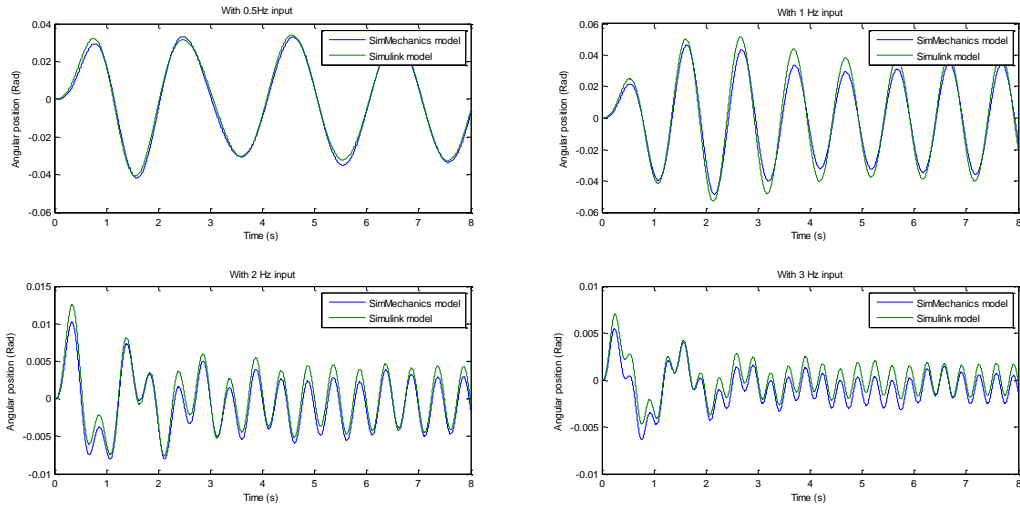 With 0.5Hz input
0.04
0.02
0
-0.02
-0.04
-0.06
Angular position (Rad)
0 1 2 3 4 5 6 7 8
Time (s)
SimMechanics model
Simulink model
With 1 Hz input
0.06
0.04
0.02
0
-0.02
-0.04
-0.06
Angular position (Rad)
0 1 2 3 4 5 6 7 8
Time (s)
SimMechanics model
Simulink model
With 2 Hz input
0.015
0.01
0.005
0
-0.005
-0.01
Angular position (Rad)
0 1 2 3 4 5 6 7 8
Time (s)
SimMechanics model
Simulink model
With 3 Hz input
0.01
0.005
0
-0.005
-0.01
Angular position (Rad)
0 1 2 3 4 5 6 7 8
Time (s)
SimMechanics model
Simulink model